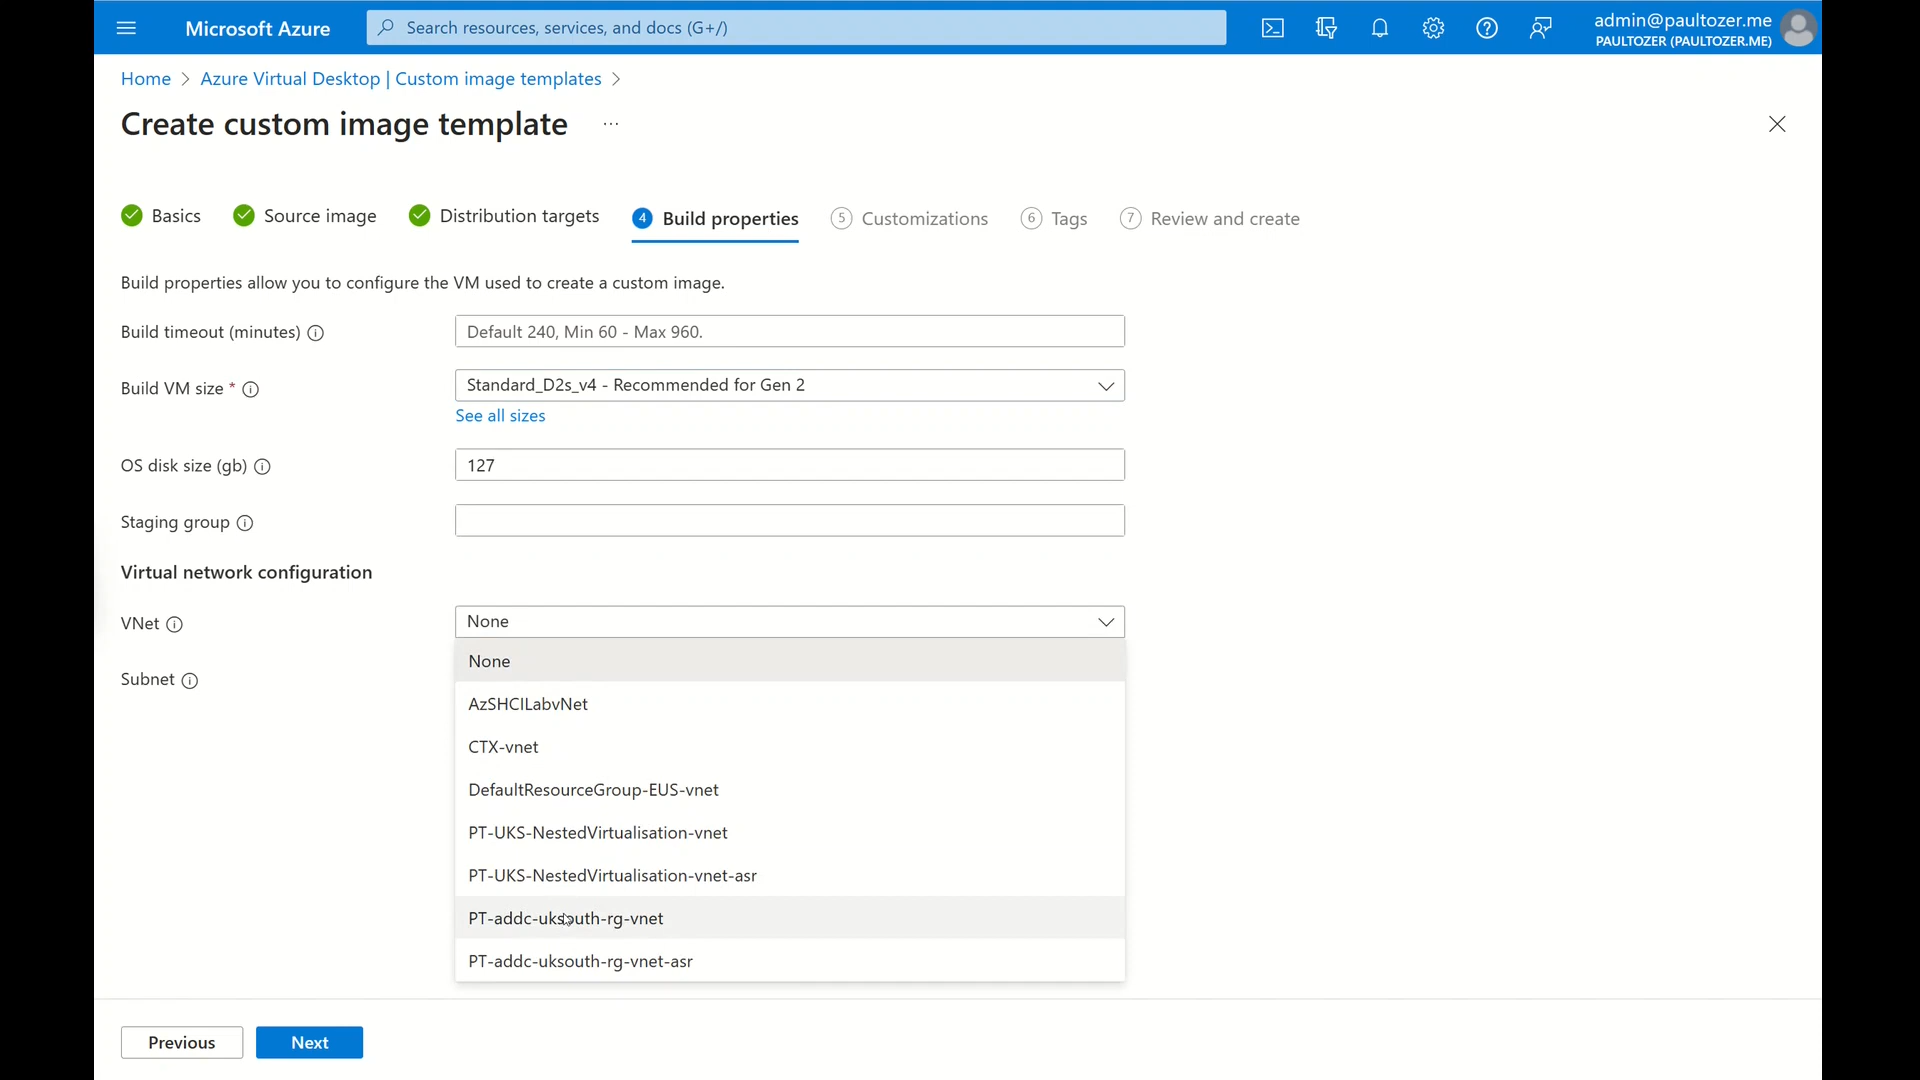 Microsoft Azure
Search resources, services, and docs (G+/)
admin@paultozer.me
PAULTOZER (PAULTOZER.ME)
Home > Azure Virtual Desktop | Custom image templates >
Create custom image template ...
Basics
Source image
Distribution targets
4 Build properties
5 Customizations
6 Tags
7 Review and create
Build properties allow you to configure the VM used to create a custom image.
Build timeout (minutes)
Default 240, Min 60 - Max 960.
Build VM size *
Standard_D2s_v4 - Recommended for Gen 2
See all sizes
OS disk size (gb)
127
Staging group
Virtual network configuration
VNet
None
None
Subnet
AzSHCILabvNet
CTX-vnet
DefaultResourceGroup-EUS-vnet
PT-UKS-NestedVirtualisation-vnet
PT-UKS-NestedVirtualisation-vnet-asr
PT-addc-uksouth-rg-vnet
PT-addc-uksouth-rg-vnet-asr
Previous
Next